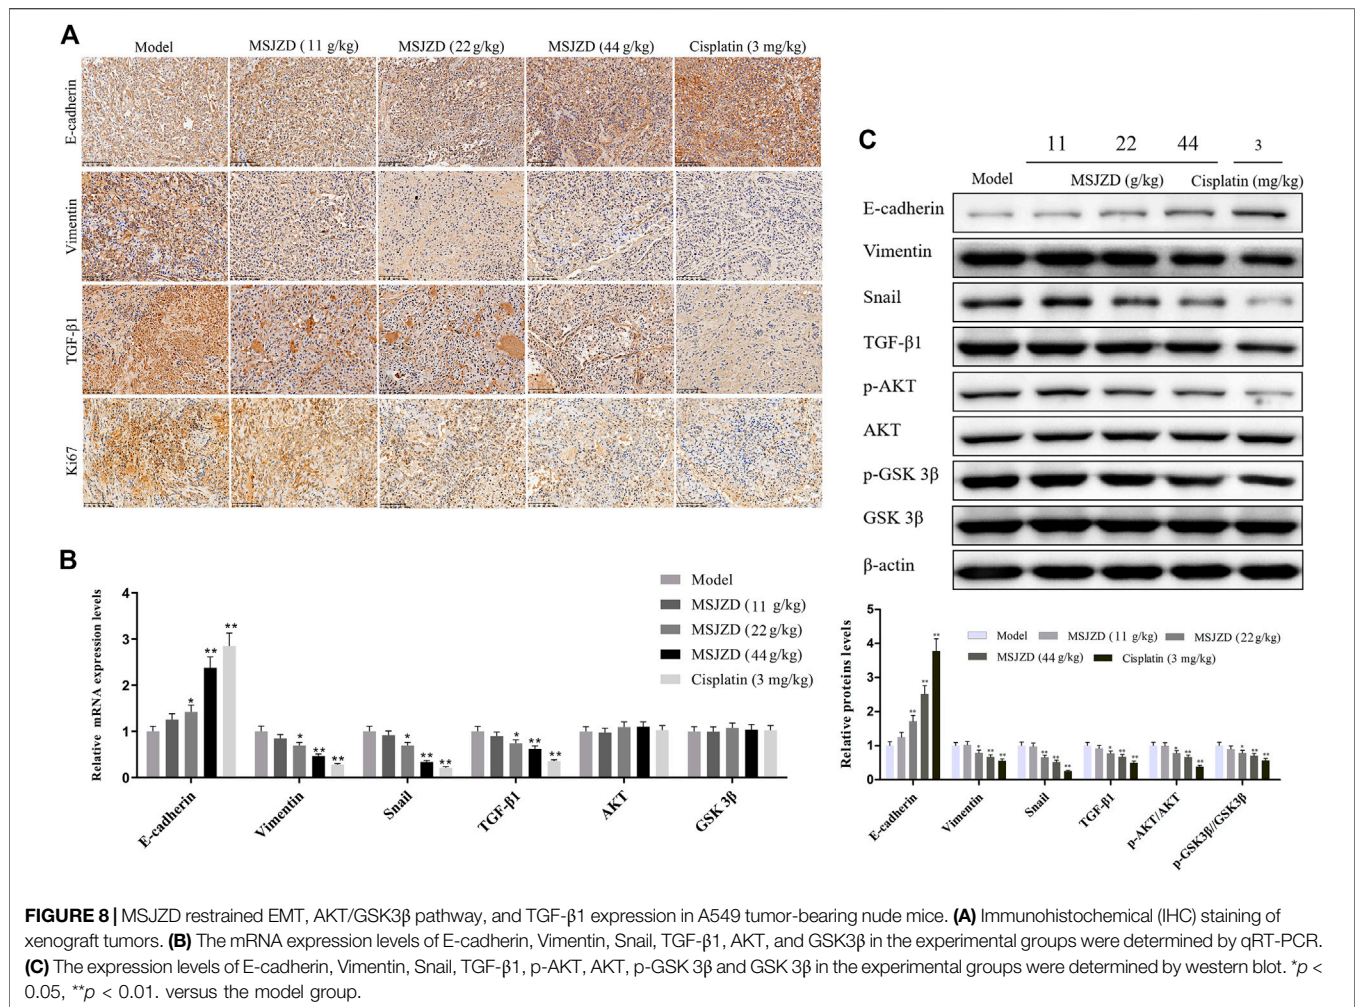 A
Model MSJZD (11 g/kg) MSJZD (22 g/kg) MSJZD (44 g/kg) Cisplatin (3 mg/kg)
E-cadherin
Vimentin
TGF-β1
Ki67
B
Relative mRNA expression levels
4
3
2
1
0
* ** **
* ** **
* ** **
* ** **
Model
MSJZD (11 g/kg)
MSJZD (22 g/kg)
MSJZD (44 g/kg)
Cisplatin (3 mg/kg)
E-cadherin Vimentin Snail TGF-β1 AKT GSK 3β
C
11 22 44 3
Model MSJZD (g/kg) Cisplatin (mg/kg)
E-cadherin
Vimentin
Snail
TGF-β1
p-AKT
AKT
p-GSK 3β
GSK 3β
β-actin
Relative proteins levels
5
4
3
2
1
0
Model MSJZD (11 g/kg) MSJZD (22 g/kg)
MSJZD (44 g/kg) Cisplatin (3 mg/kg)
** ** **
* ** **
** ** **
* ** **
* ** **
* ** **
E-cadherin Vimentin Snail TGF-β1 p-AKT/AKT p-GSK3β//GSK3β
FIGURE 8 | MSJZD restrained EMT, AKT/GSK3β pathway, and TGF-β1 expression in A549 tumor-bearing nude mice. (A) Immunohistochemical (IHC) staining of
xenograft tumors. (B) The mRNA expression levels of E-cadherin, Vimentin, Snail, TGF-β1, AKT, and GSK3β in the experimental groups were determined by qRT-PCR.
(C) The expression levels of E-cadherin, Vimentin, Snail, TGF-β1, p-AKT, AKT, p-GSK 3β and GSK 3β in the experimental groups were determined by western blot. *p <
0.05, **p < 0.01. versus the model group.